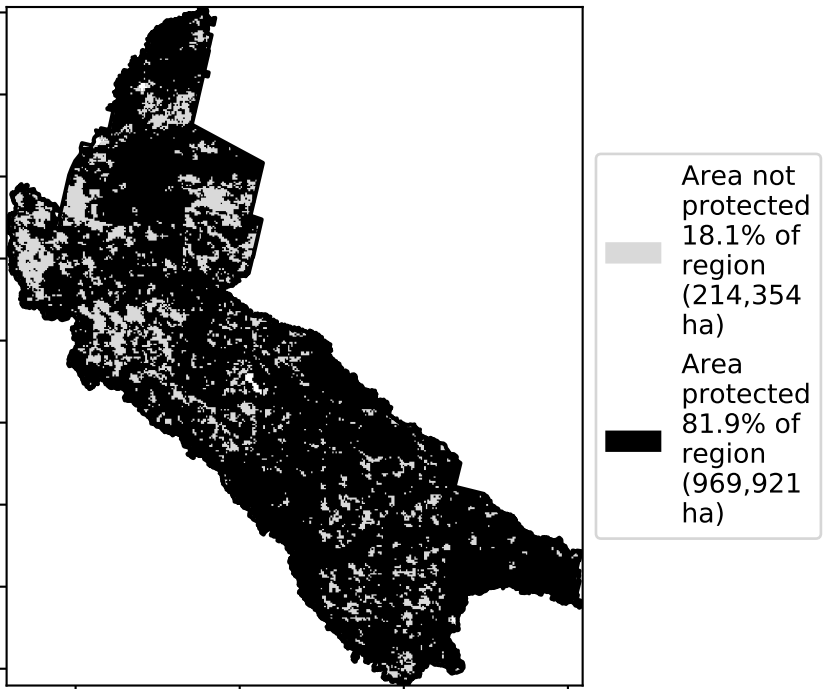 Area not
protected
18.1% of
region
(214,354
ha)
Area
protected
81.9% of
region
(969,921
ha)